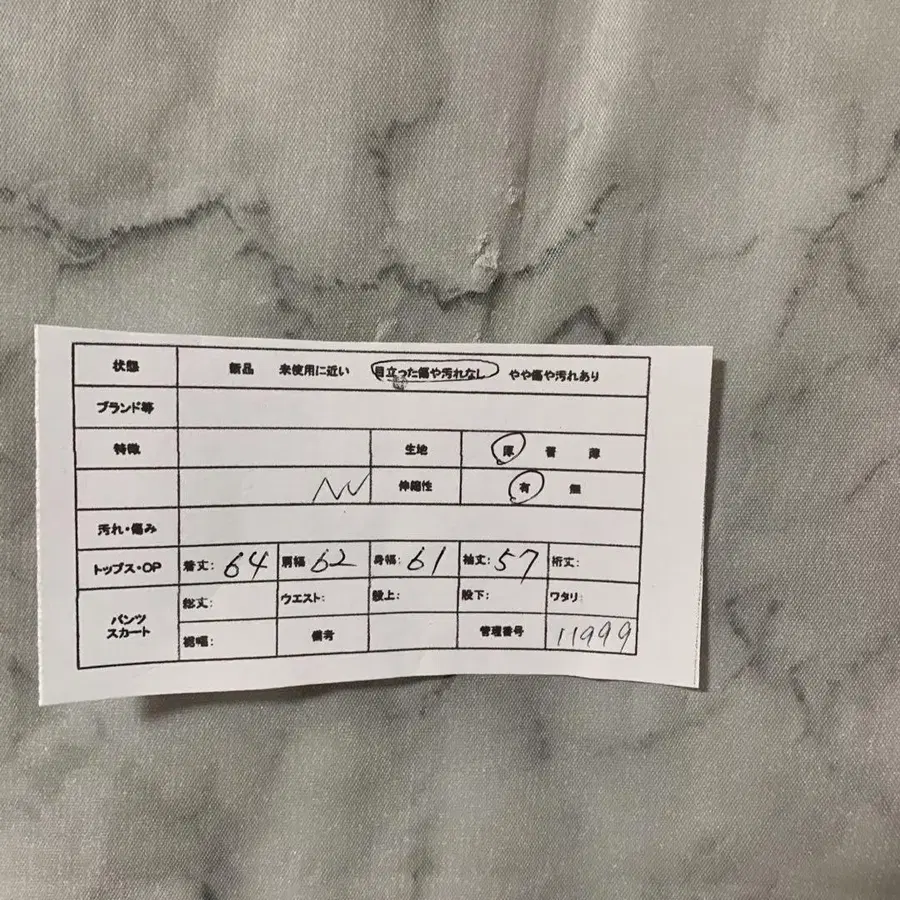 状態 新品 未使用に近い 目立った傷や汚れなし やや傷や汚れあり
ブランド等
特徴 生地 厚 普 薄
伸縮性 有 無
汚れ・傷み
トップス・OP 着丈: 64 肩幅: 62 身幅: 61 袖丈: 57 裄丈:
パンツ スカート 総丈: ウエスト: 股上: 股下: ワタリ:
裾幅: 備考 管理番号 11999